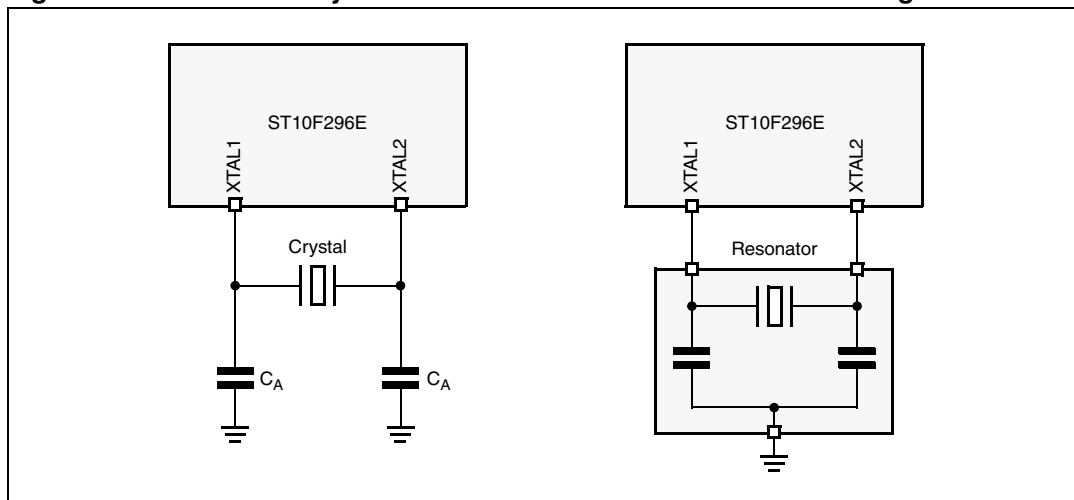 ST10F296E
XTAL1
XTAL2
Crystal
CA
CA
ST10F296E
XTAL1
XTAL2
Resonator